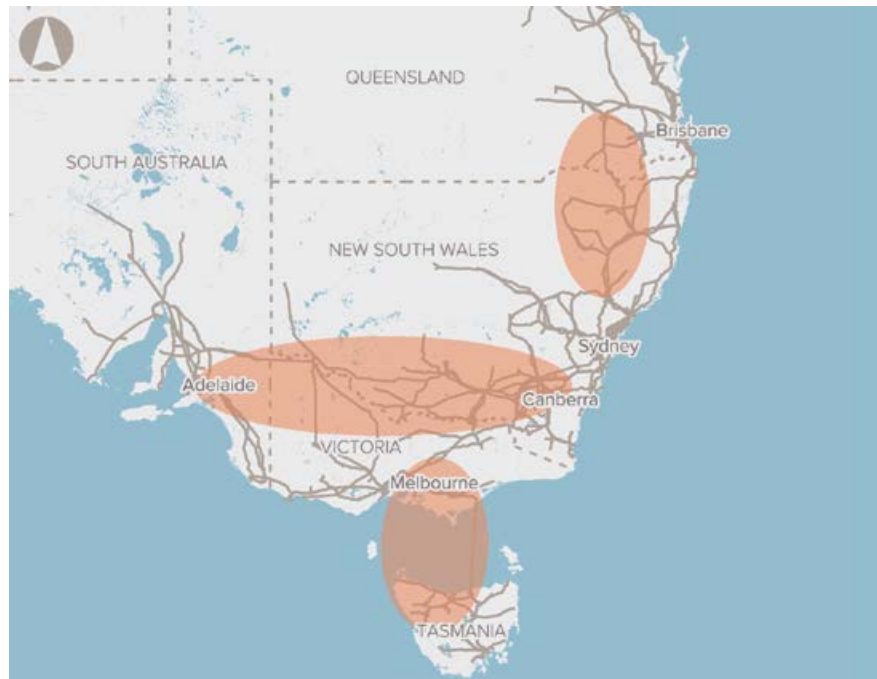 QUEENSLAND
Brisbane
SOUTH AUSTRALIA
NEW SOUTH WALES
Sydney
Adelaide
Canberra
VICTORIA
Melbourne
TASMANIA